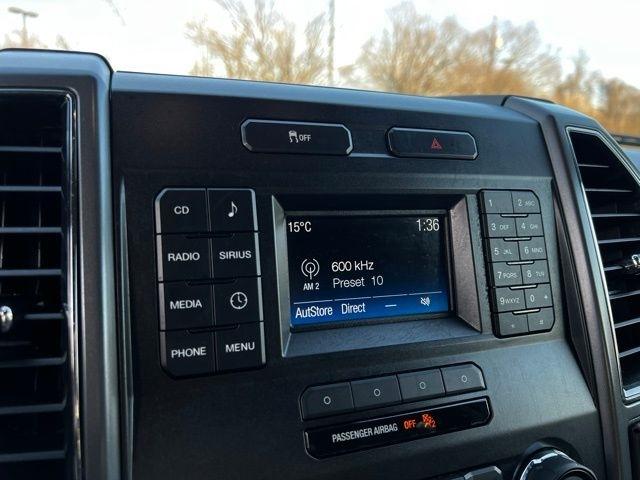 OFF
CD
RADIO SIRIUS
MEDIA
PHONE MENU
15°C 1:36
600 kHz
AM 2 Preset 10
AutStore Direct
1 2 ABC
3 DEF 4 GHI
5 JKL 6 MNO
7 PQRS 8 TUV
9 WXYZ 0
PASSENGER AIRBAG OFF